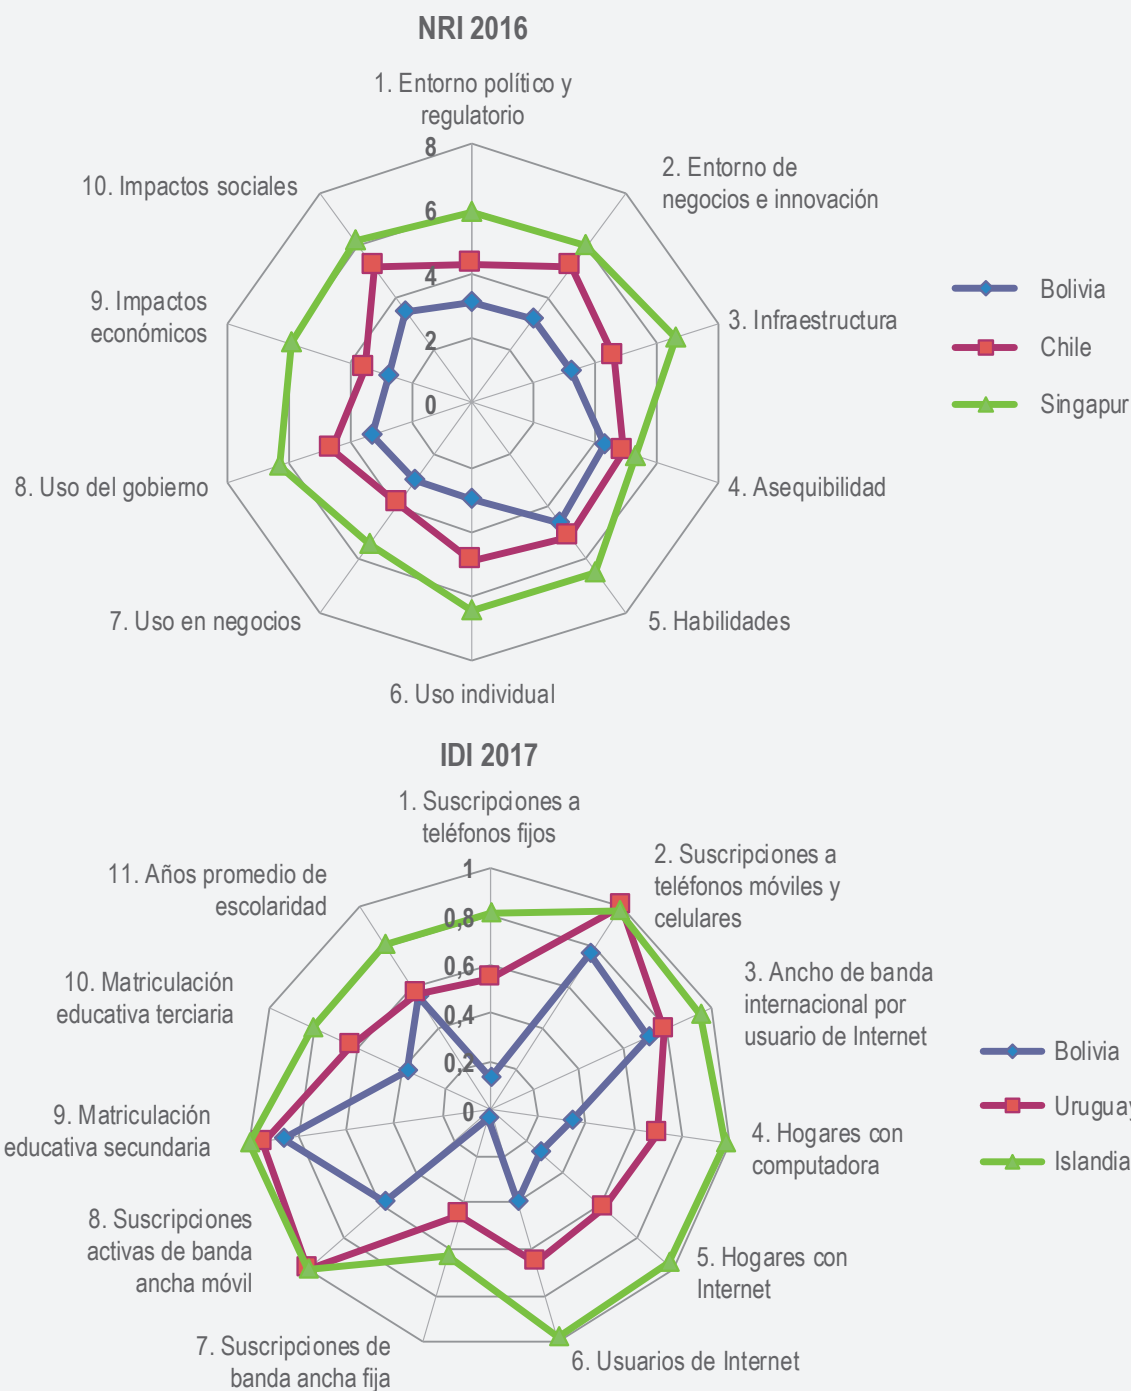 NRI 2016
1. Entorno político y
regulatorio
2. Entorno de
negocios e innovación
3. Infraestructura
4. Asequibilidad
5. Habilidades
6. Uso individual
7. Uso en negocios
8. Uso del gobierno
9. Impactos
económicos
10. Impactos sociales
8
6
4
2
0
Bolivia
Chile
Singapur
IDI 2017
1. Suscripciones a
teléfonos fijos
2. Suscripciones a
teléfonos móviles y
celulares
3. Ancho de banda
internacional por
usuario de Internet
4. Hogares con
computadora
5. Hogares con
Internet
6. Usuarios de Internet
7. Suscripciones de
banda ancha fija
8. Suscripciones
activas de banda
ancha móvil
9. Matriculación
educativa secundaria
10. Matriculación
educativa terciaria
11. Años promedio de
escolaridad
1
0,8
0,6
0,4
0,2
0
Bolivia
Uruguay
Islandia